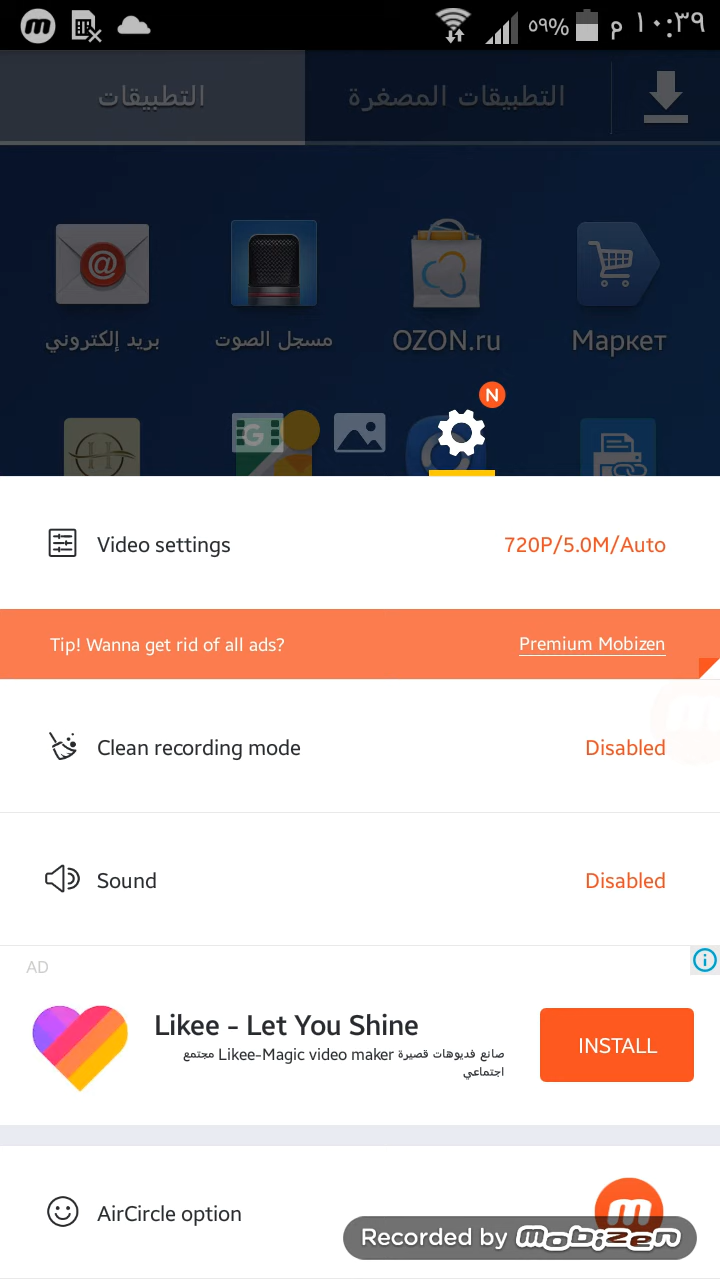 ١٠:٣٩ م ٥٩%
التطبيقات المصغرة
التطبيقات
بريد إلكتروني
مسجل الصوت
OZON.ru
Маркет
N
Video settings 720P/5.0M/Auto
Tip! Wanna get rid of all ads? Premium Mobizen
Clean recording mode Disabled
Sound Disabled
AD
Likee - Let You Shine
صانع فديوهات قصيرة Likee-Magic video maker مجتمع
اجتماعي
INSTALL
AirCircle option
Recorded by mobizen